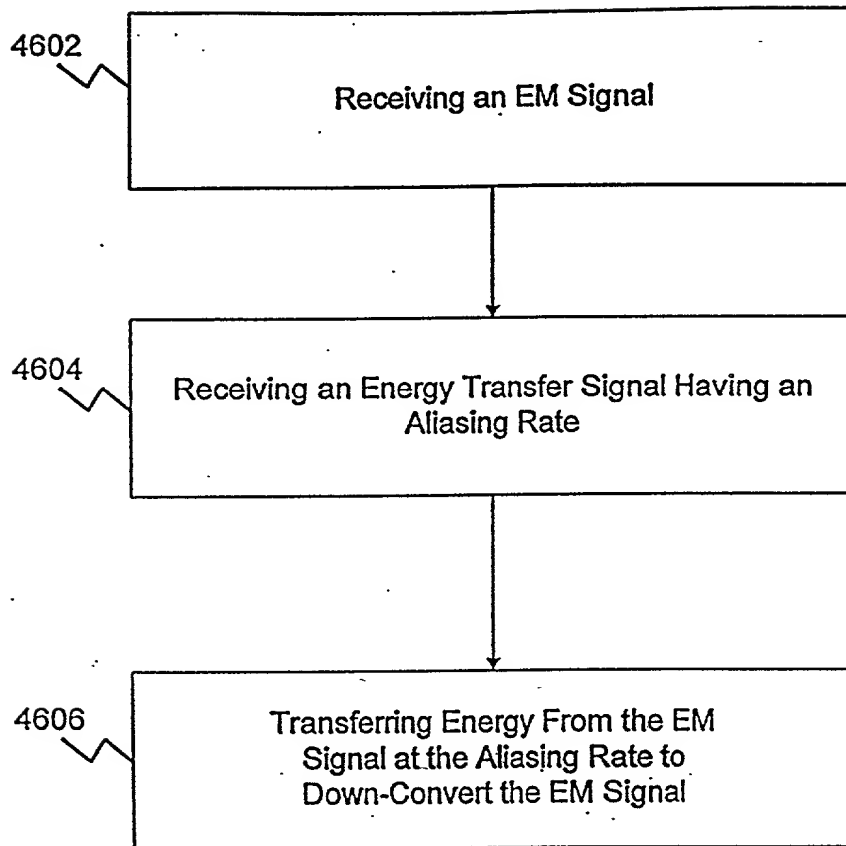 4602
Receiving an EM Signal
4604
Receiving an Energy Transfer Signal Having an
Aliasing Rate
4606
Transferring Energy From the EM
Signal at the Aliasing Rate to
Down-Convert the EM Signal